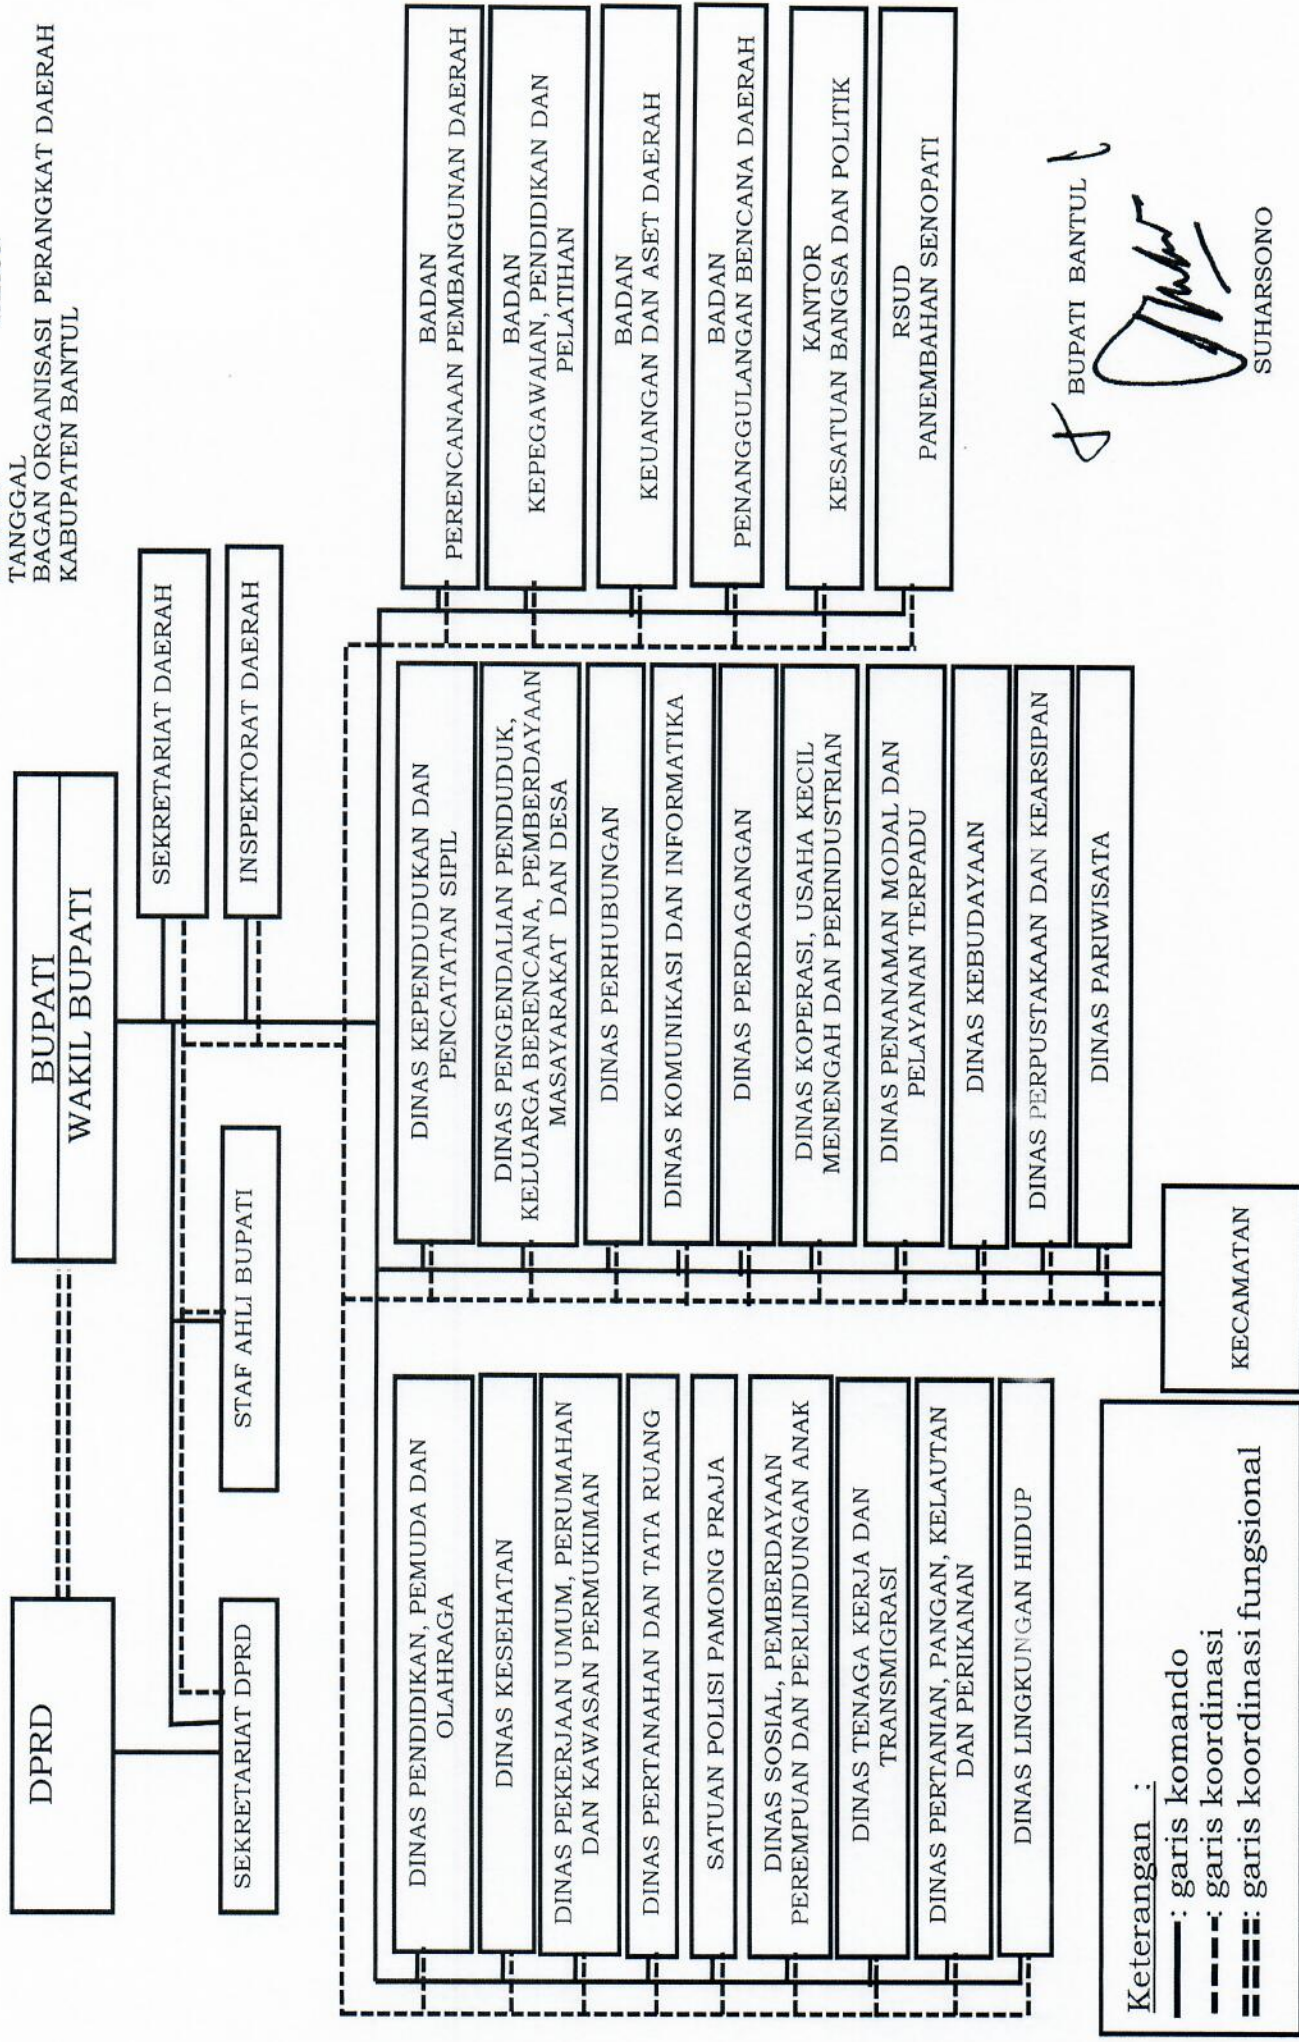 TANGGAL
BAGAN ORGANISASI PERANGKAT DAERAH
KABUPATEN BANTUL
DPRD
BUPATI
WAKIL BUPATI
SEKRETARIAT DPRD
STAF AHLI BUPATI
SEKRETARIAT DAERAH
INSPEKTORAT DAERAH
DINAS PENDIDIKAN, PEMUDA DAN
OLAHRAGA
DINAS KESEHATAN
DINAS PEKERJAAN UMUM, PERUMAHAN
DAN KAWASAN PERMUKIMAN
DINAS PERTANAHAN DAN TATA RUANG
SATUAN POLISI PAMONG PRAJA
DINAS SOSIAL, PEMBERDAYAAN
PEREMPUAN DAN PERLINDUNGAN ANAK
DINAS TENAGA KERJA DAN
TRANSMIGRASI
DINAS PERTANIAN, PANGAN, KELAUTAN
DAN PERIKANAN
DINAS LINGKUNGAN HIDUP
DINAS KEPENDUDUKAN DAN
PENCATATAN SIPIL
DINAS PENGENDALIAN PENDUDUK,
KELUARGA BERENCANA, PEMBERDAYAAN
MASAYARAKAT DAN DESA
DINAS PERHUBUNGAN
DINAS KOMUNIKASI DAN INFORMATIKA
DINAS PERDAGANGAN
DINAS KOPERASI, USAHA KECIL
MENENGAH DAN PERINDUSTRIAN
DINAS PENANAMAN MODAL DAN
PELAYANAN TERPADU
DINAS KEBUDAYAAN
DINAS PERPUSTAKAAN DAN KEARSIPAN
DINAS PARIWISATA
BADAN
PERENCANAAN PEMBANGUNAN DAERAH
BADAN
KEPEGAWAIAN, PENDIDIKAN DAN
PELATIHAN
BADAN
KEUANGAN DAN ASET DAERAH
BADAN
PENANGGULANGAN BENCANA DAERAH
KANTOR
KESATUAN BANGSA DAN POLITIK
RSUD
PANEMBAHAN SENOPATI
KECAMATAN
Keterangan :
: garis komando
: garis koordinasi
: garis koordinasi fungsional
BUPATI BANTUL
SUHARSONO